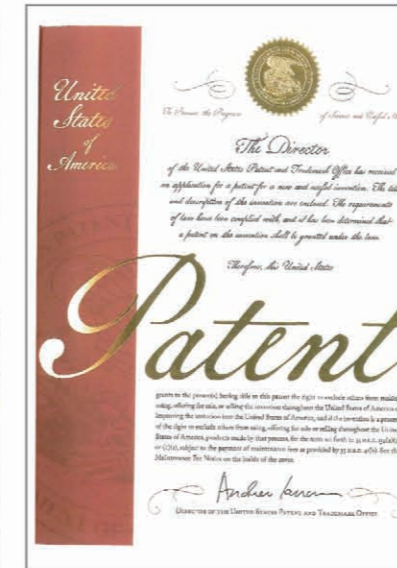 United
States
of
America
To Promote the Progress
of Science and Useful
The Director
of the United States Patent and Trademark Office has received
an application for a patent for a new and useful invention. The
and description of the invention are enclosed. The requirements
of law have been complied with, and it has been determined that
a patent on the invention shall be granted under the law.
Therefore, this United States
Patent
grants to the person(s) having title to this patent the right to exclude others from making
using, offering for sale, or selling the invention throughout the United States of America
importing the invention into the United States of America, and if the invention is a process
of the right to exclude others from using, offering for sale or selling throughout the
States of America, products made by that process, for the term set forth in 35 U.S.C.
or (c)(1), subject to the payment of maintenance fees as provided by 35 U.S.C. 41(b). See the
Maintenance Fee Notice on the inside of the cover.
Director of the United States Patent and Trademark Office